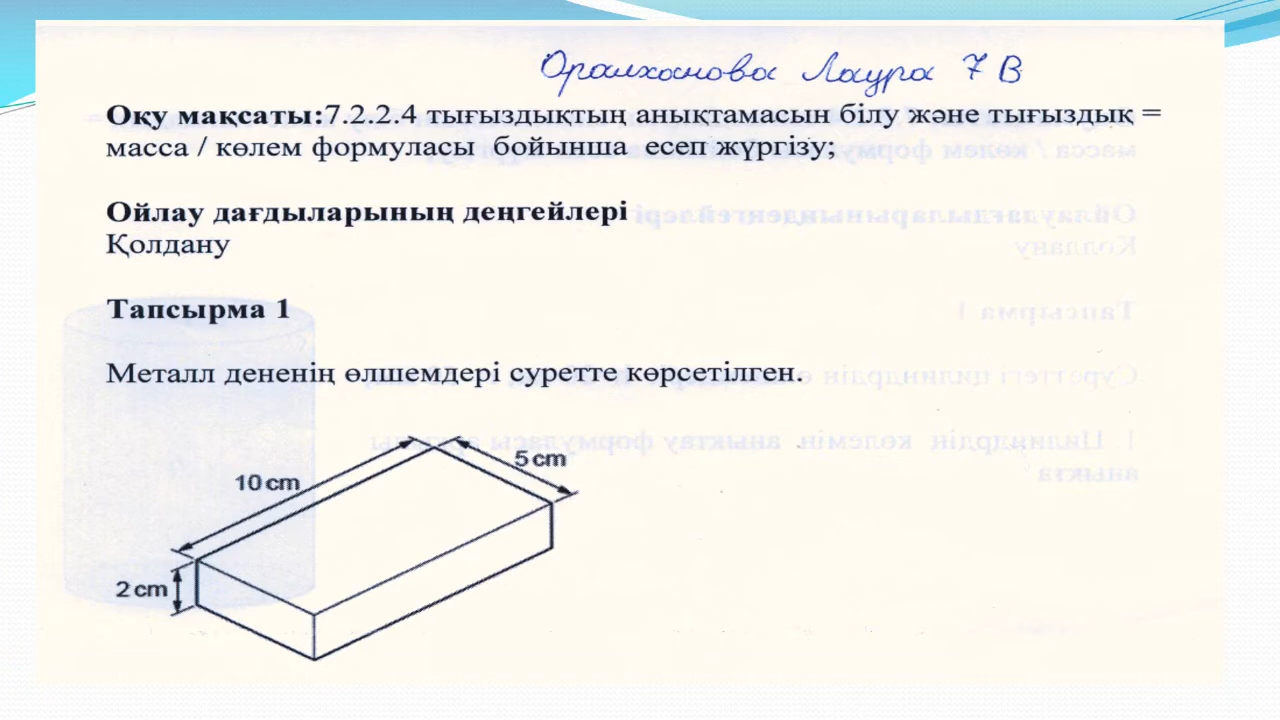 Оралханова Лаура 7 В
Оқу мақсаты:7.2.2.4 тығыздықтың анықтамасын білу және тығыздық =
масса / көлем формуласы бойынша есеп жүргізу;
Ойлау дағдыларының деңгейлері
Қолдану
Тапсырма 1
Металл дененің өлшемдері суретте көрсетілген.
5 cm
10 cm
2 cm